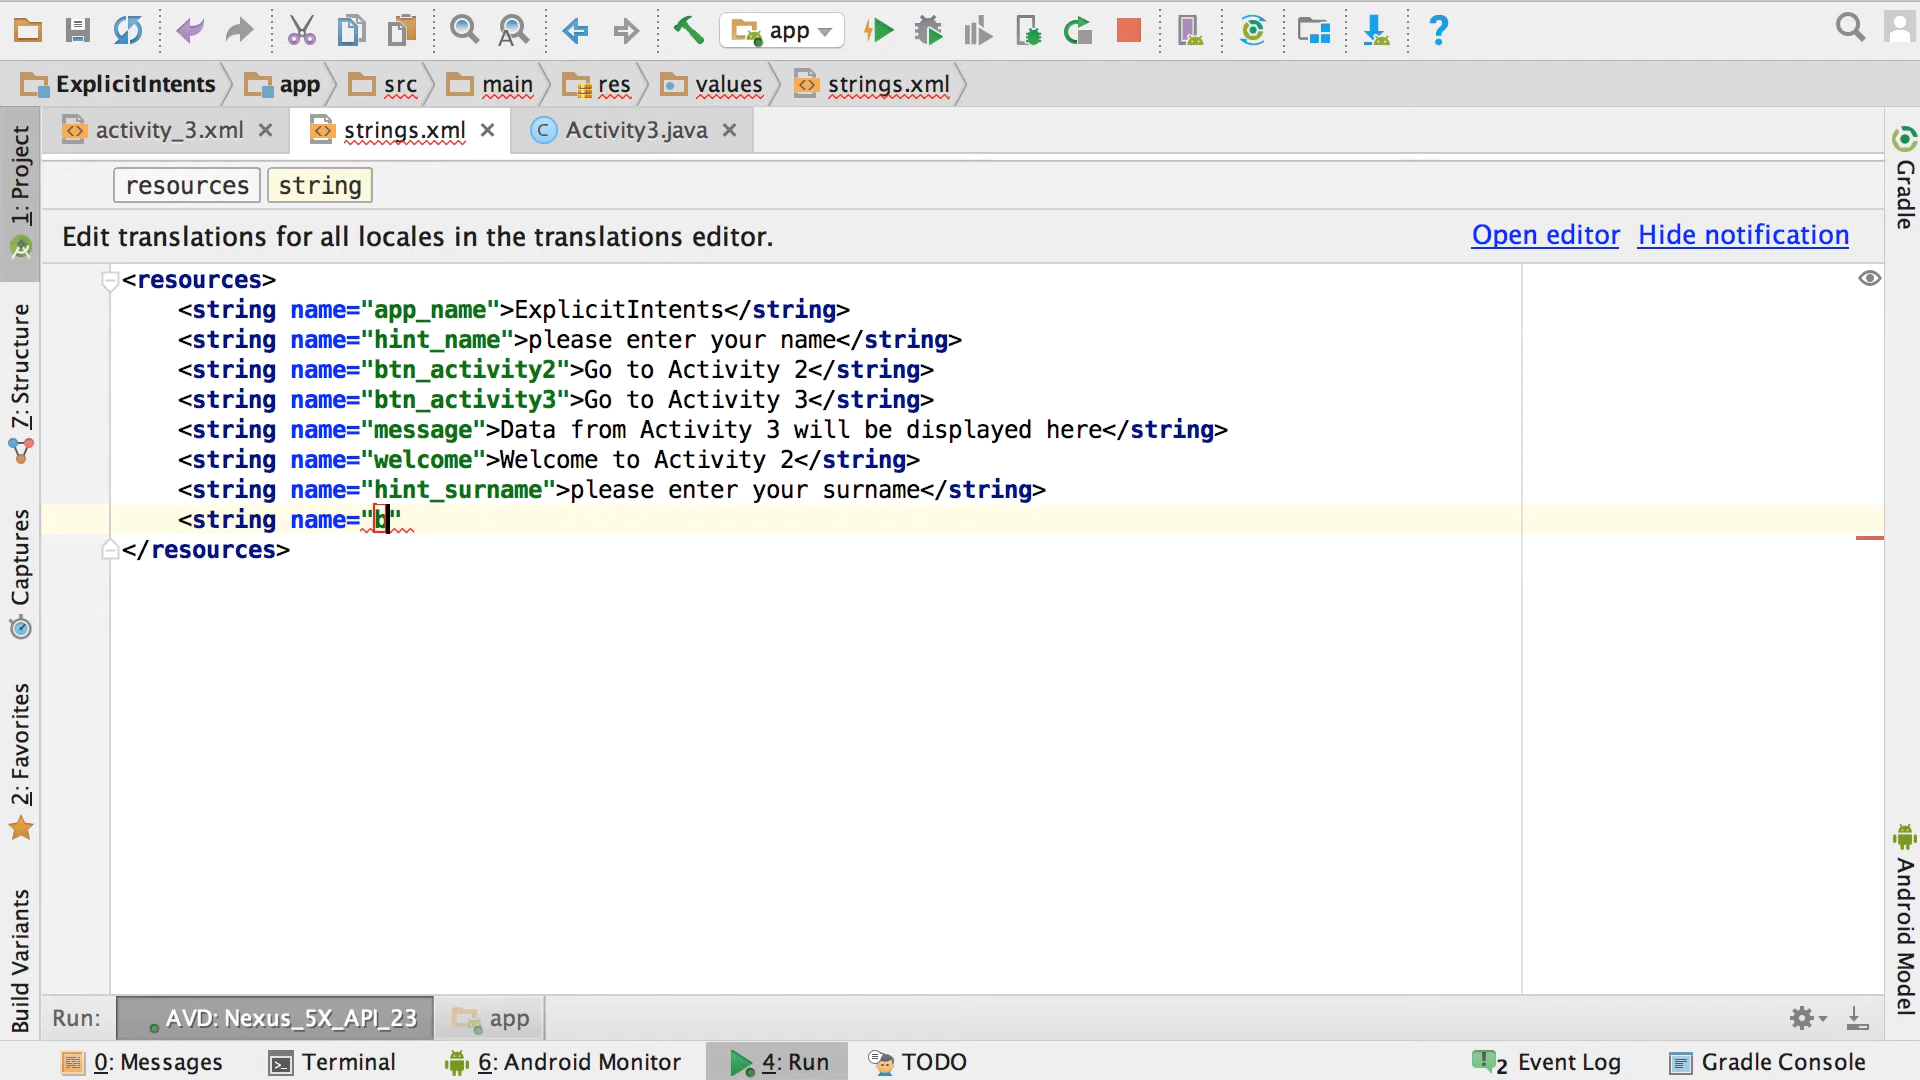 app
ExplicitIntents app src main res values strings.xml
activity_3.xml strings.xml Activity3.java
resources string
Edit translations for all locales in the translations editor. Open editor Hide notification
<resources>
<string name="app_name">ExplicitIntents</string>
<string name="hint_name">please enter your name</string>
<string name="btn_activity2">Go to Activity 2</string>
<string name="btn_activity3">Go to Activity 3</string>
<string name="message">Data from Activity 3 will be displayed here</string>
<string name="welcome">Welcome to Activity 2</string>
<string name="hint_surname">please enter your surname</string>
<string name="b"
</resources>
1: Project
7: Structure
Captures
2: Favorites
Build Variants
Gradle
Android Model
Run: AVD: Nexus_5X_API_23 app
0: Messages Terminal 6: Android Monitor 4: Run TODO 2 Event Log Gradle Console